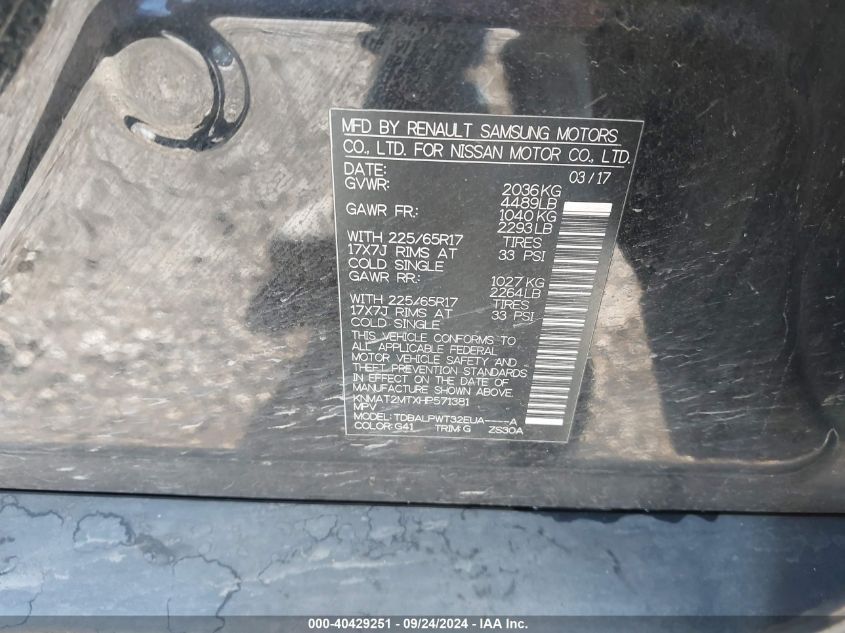 MFD BY RENAULT SAMSUNG MOTORS
CO., LTD. FOR NISSAN MOTOR CO., LTD.
DATE: 03/17
GVWR: 2036KG
4489LB
GAWR FR: 1040KG
2293LB
WITH 225/65R17 TIRES
17X7J RIMS AT 33 PSI
COLD SINGLE
GAWR RR: 1027KG
2264LB
WITH 225/65R17 TIRES
17X7J RIMS AT 33 PSI
COLD SINGLE
THIS VEHICLE CONFORMS TO
ALL APPLICABLE FEDERAL
MOTOR VEHICLE SAFETY AND
THEFT PREVENTION STANDARDS
IN EFFECT ON THE DATE OF
MANUFACTURE SHOWN ABOVE.
KNMAT2MTXHP571381
MPV
MODEL: TDBALPWT32EUA----A
COLOR: G41 TRIM: G ZS30A
000-40429251 - 09/24/2024 - IAA Inc.